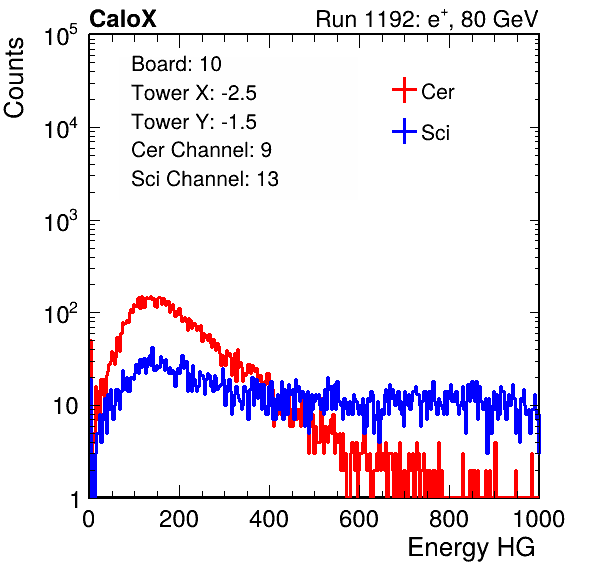 CaloX Run 1192: e⁺, 80 GeV
Counts
10⁵
10⁴
10³
10²
10
1
Board: 10
Tower X: -2.5
Tower Y: -1.5
Cer Channel: 9
Sci Channel: 13
Cer
Sci
0 200 400 600 800 1000
Energy HG